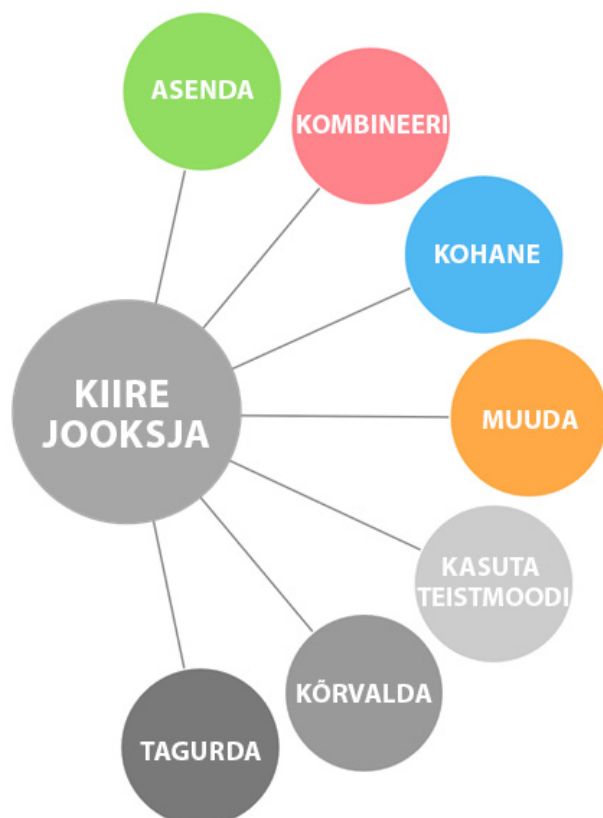 ASENDA
KOMBINEERI
KOHANE
KIIRE
JOOKSJA
MUUDA
KASUTA
TEISTMOODI
KÕRVALDA
TAGURDA